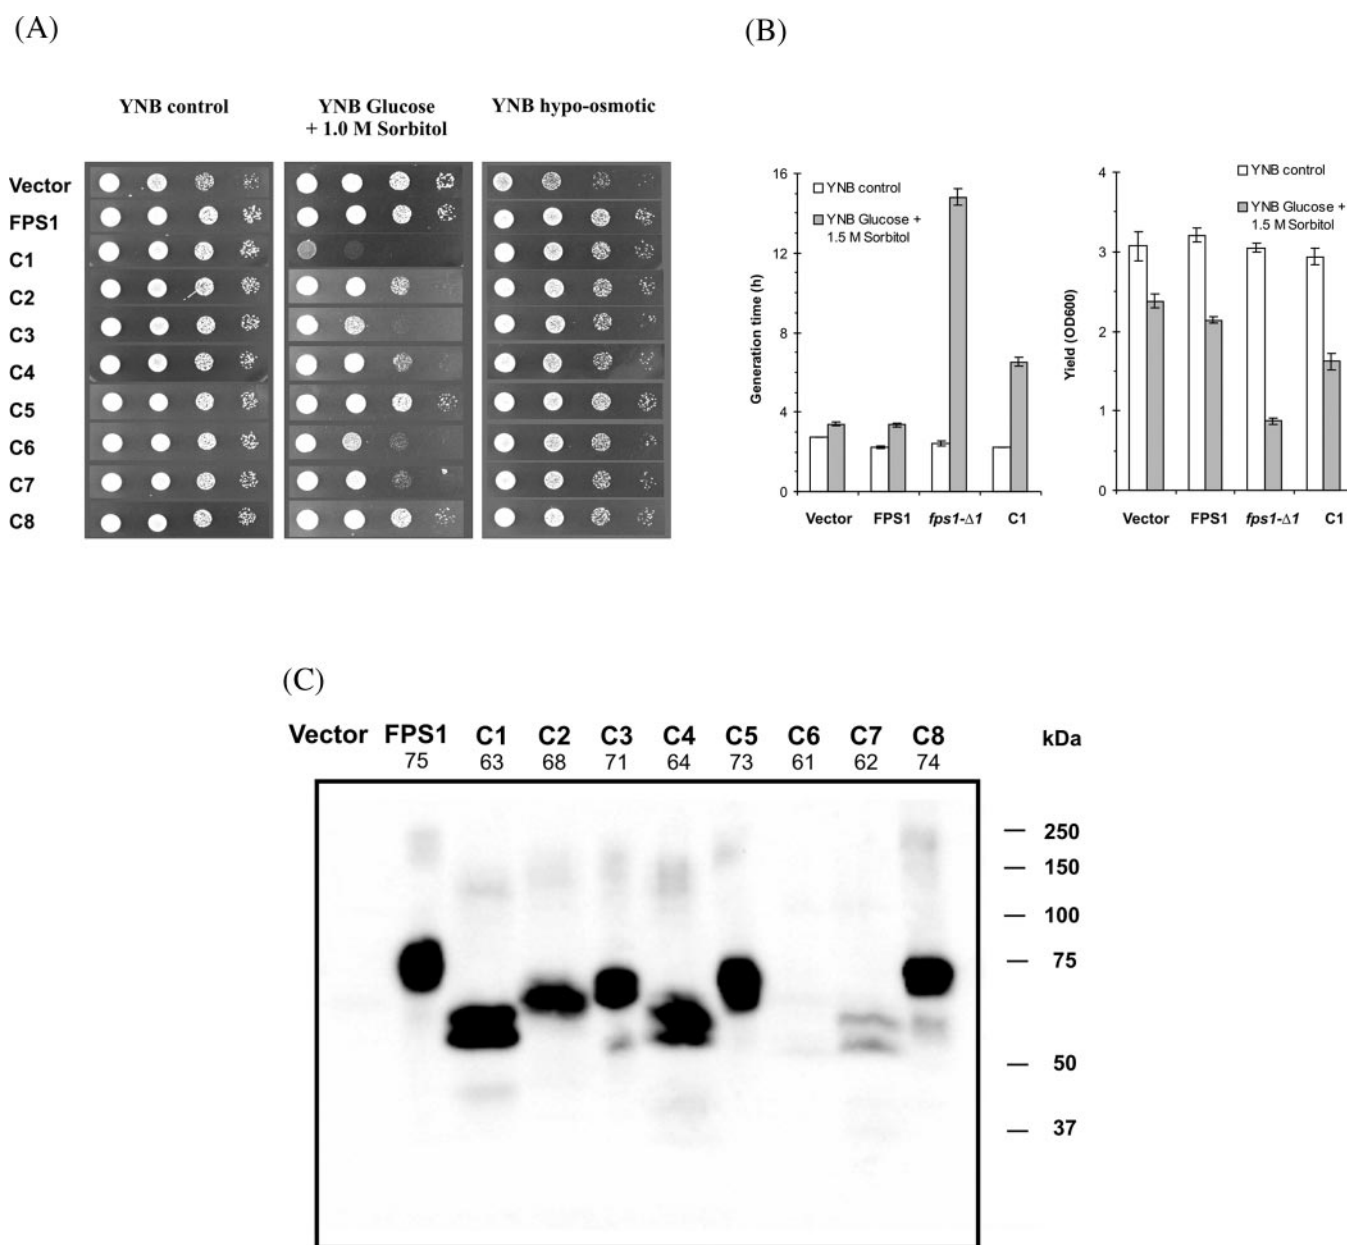 (A)
YNB control
YNB Glucose
+ 1.0 M Sorbitol
YNB hypo-osmotic
Vector
FPS1
C1
C2
C3
C4
C5
C6
C7
C8
(B)
16
12
8
4
0
Generation time (h)
YNB control
YNB Glucose +
1.5 M Sorbitol
Vector FPS1 fps1-Δ1 C1
4
3
2
1
0
Yield (OD600)
YNB control
YNB Glucose +
1.5 M Sorbitol
Vector FPS1 fps1-Δ1 C1
(C)
Vector FPS1 C1 C2 C3 C4 C5 C6 C7 C8 kDa
75 63 68 71 64 73 61 62 74
250
150
100
75
50
37